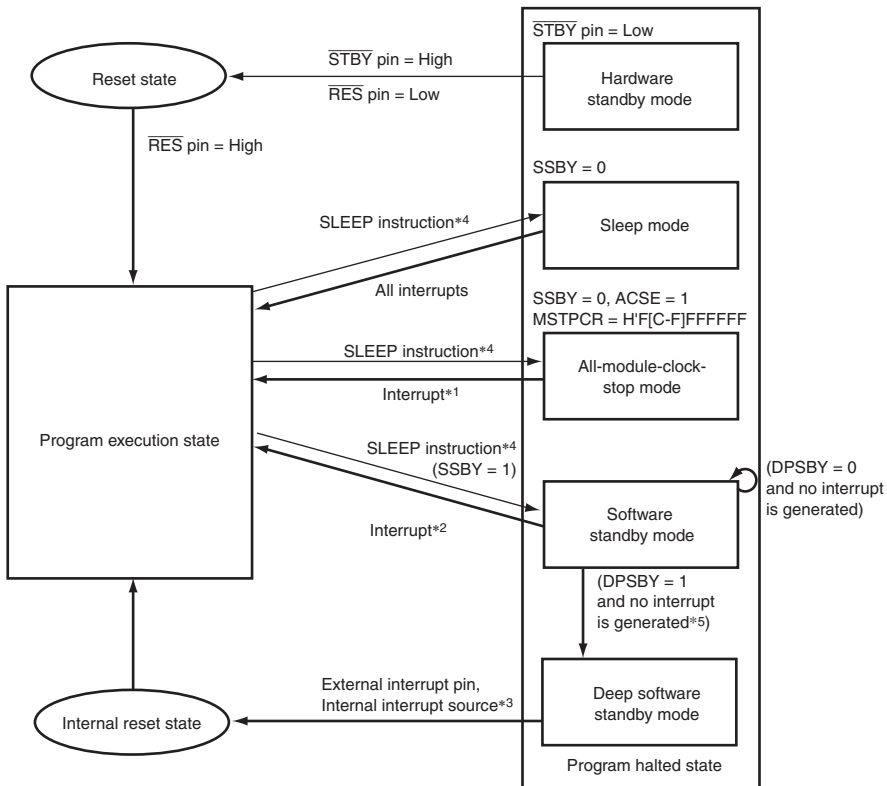 STBY pin = Low
Hardware
standby mode
STBY pin = High
RES pin = Low
Reset state
RES pin = High
SSBY = 0
Sleep mode
SLEEP instruction*4
All interrupts
SSBY = 0, ACSE = 1
MSTPCR = H'F[C-F]FFFFFF
All-module-clock-
stop mode
SLEEP instruction*4
Interrupt*1
Program execution state
SLEEP instruction*4
(SSBY = 1)
Interrupt*2
Software
standby mode
(DPSBY = 0
and no interrupt
is generated)
(DPSBY = 1
and no interrupt
is generated*5)
External interrupt pin,
Internal interrupt source*3
Internal reset state
Deep software
standby mode
Program halted state